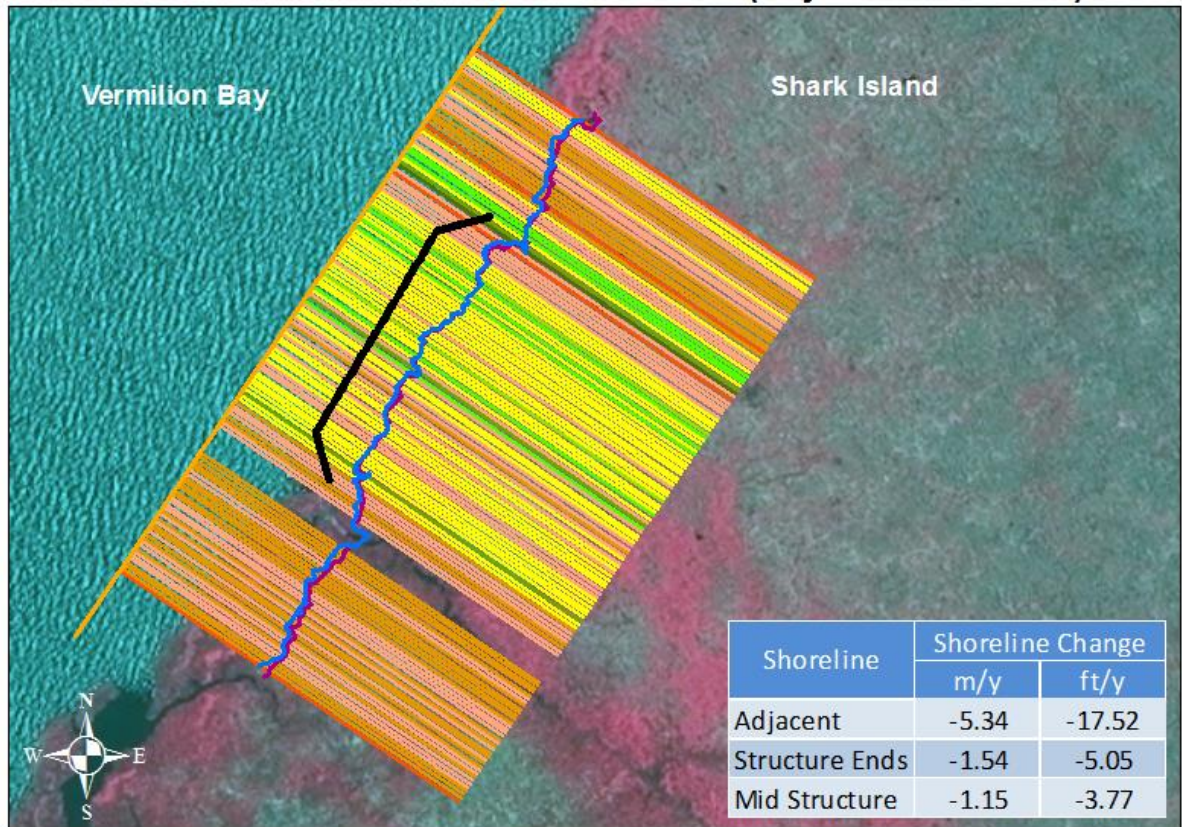 Vermilion Bay
Shark Island
Shoreline Shoreline Change
m/y ft/y
Adjacent -5.34 -17.52
Structure Ends -1.54 -5.05
Mid Structure -1.15 -3.77
N
W E
S